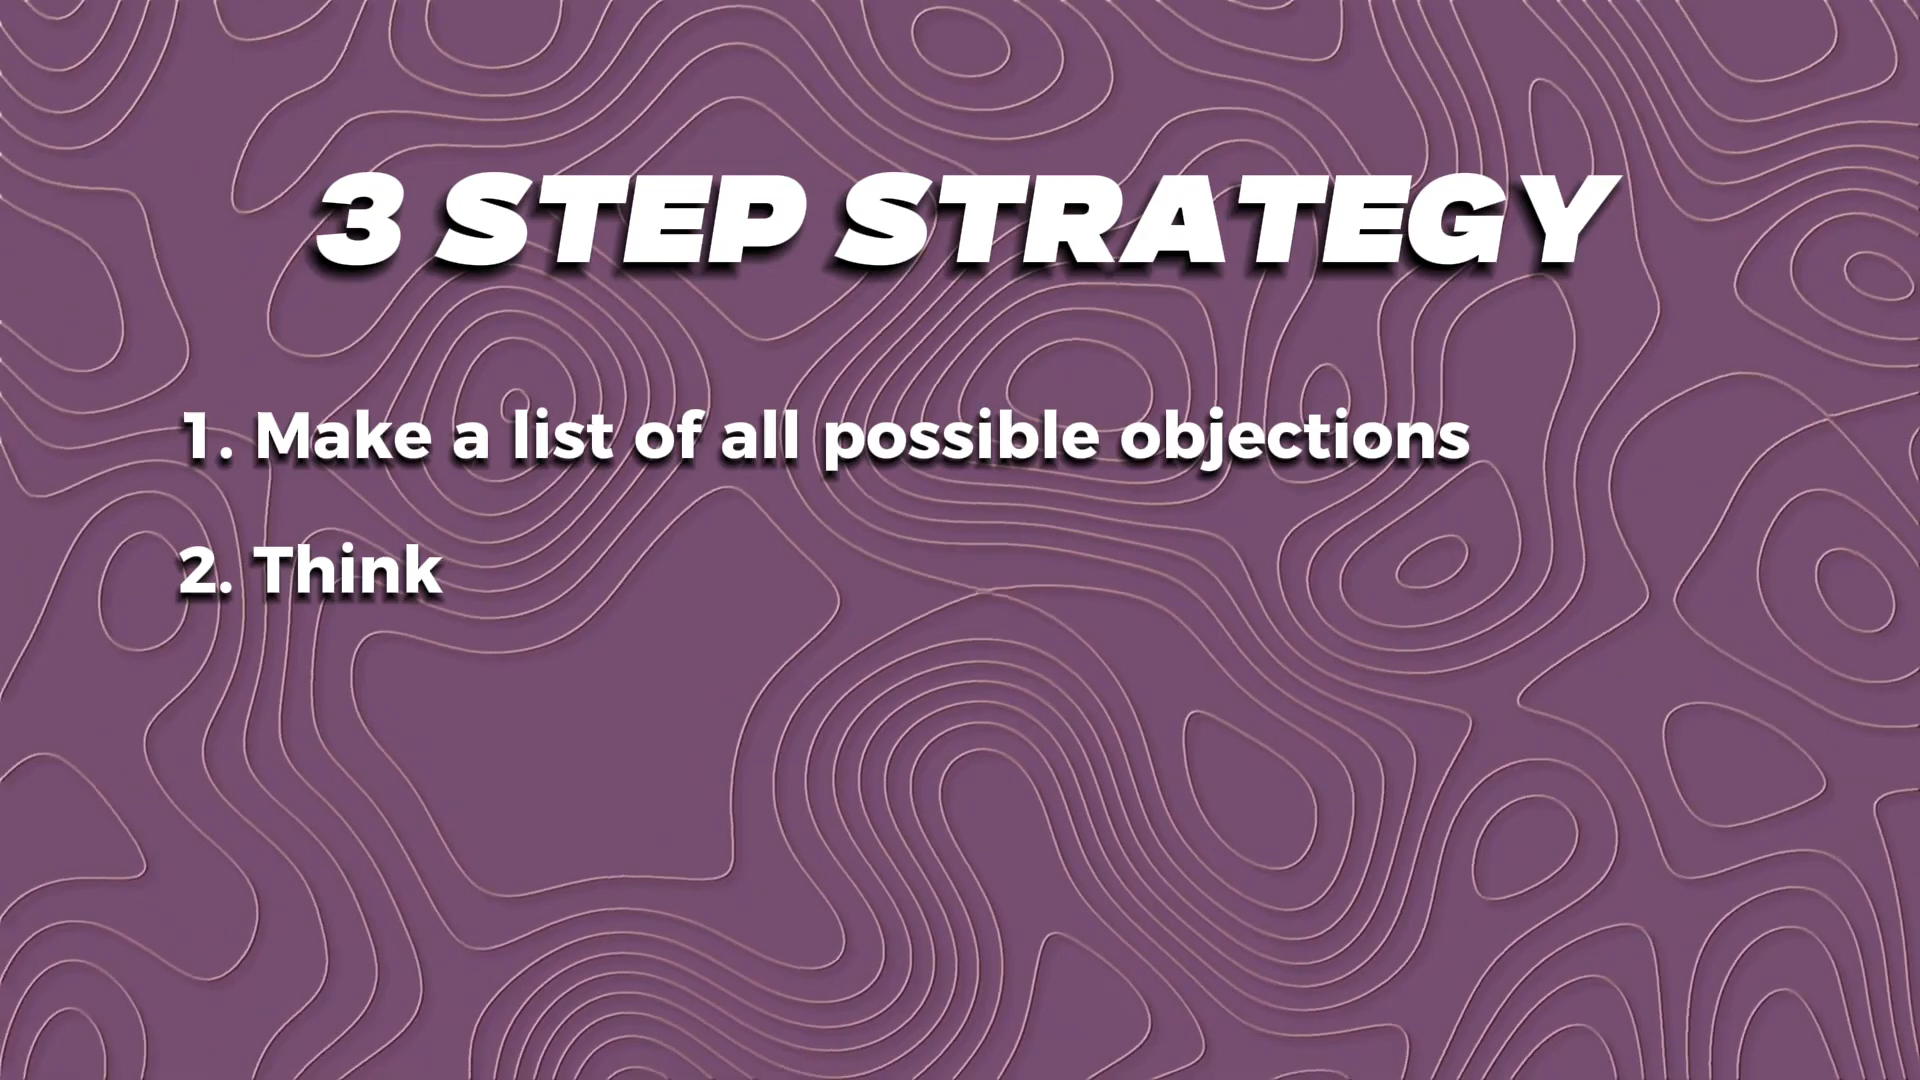 3 STEP STRATEGY
1. Make a list of all possible objections
2. Think